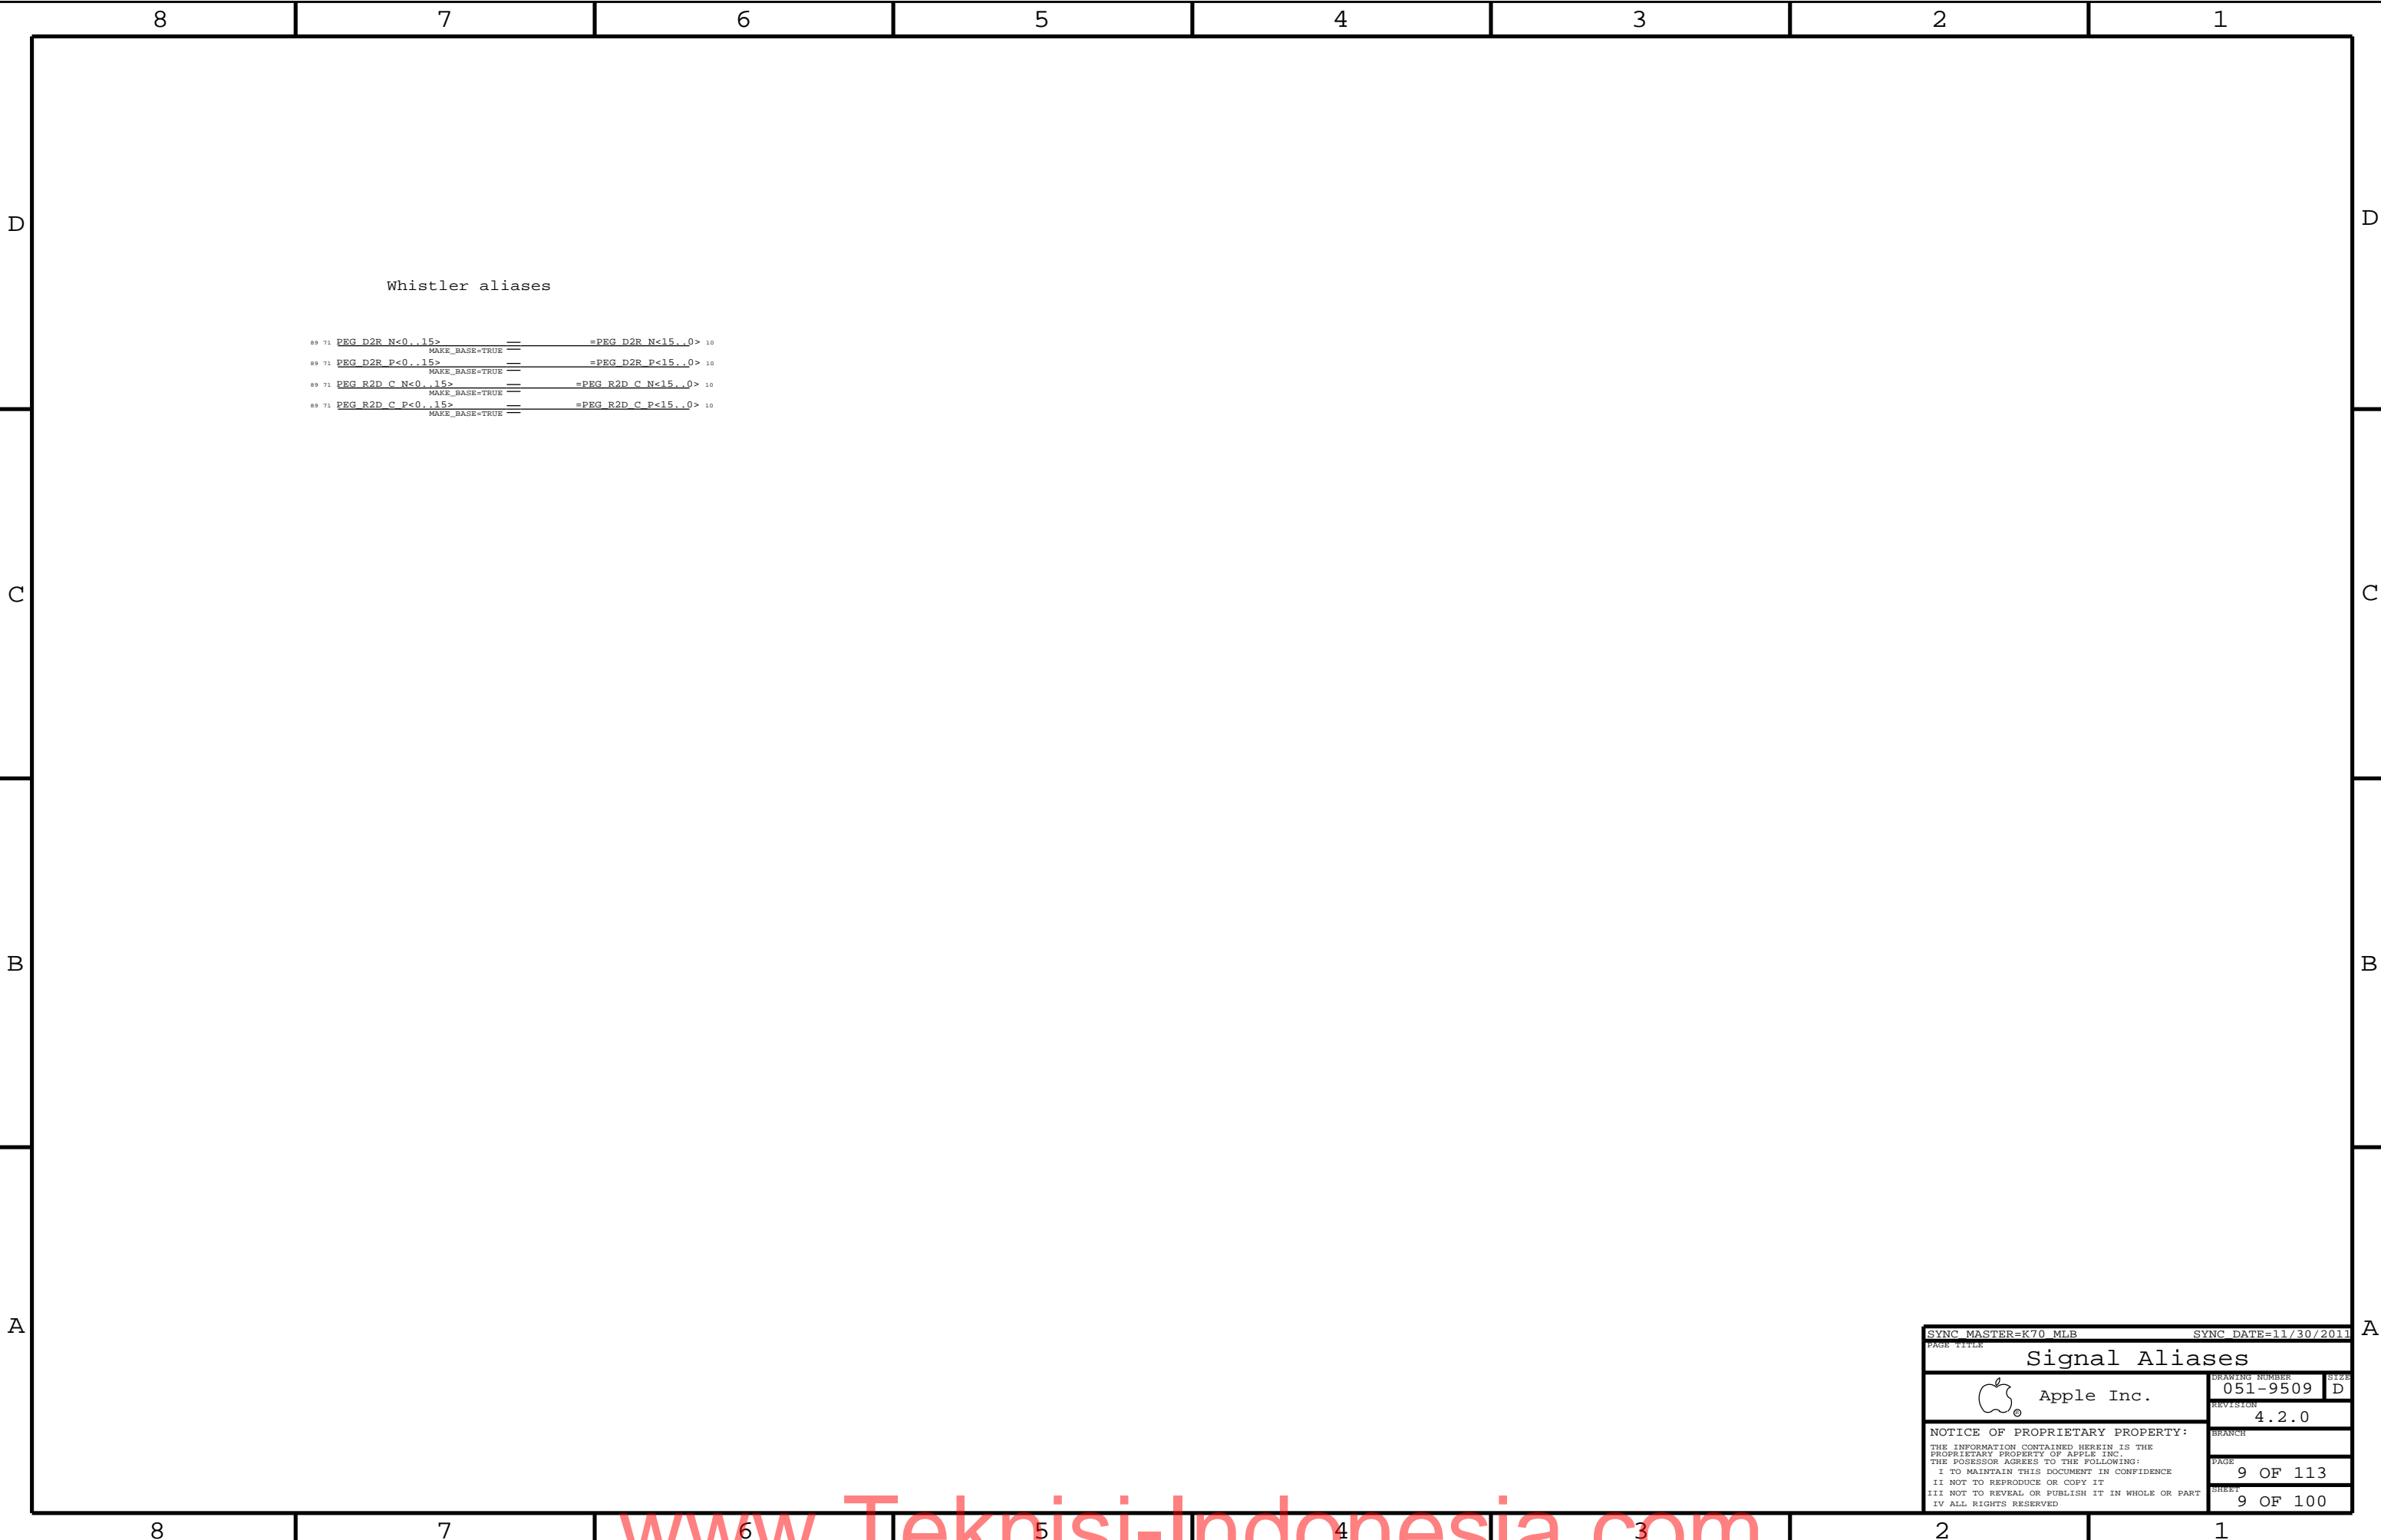 8 7 6 5 4 3 2 1
D D
Whistler aliases
89 71 PEG_D2R_N<0..15> =PEG_D2R_N<15..0> 10
MAKE_BASE=TRUE
89 71 PEG_D2R_P<0..15> =PEG_D2R_P<15..0> 10
MAKE_BASE=TRUE
89 71 PEG_R2D_C_N<0..15> =PEG_R2D_C_N<15..0> 10
MAKE_BASE=TRUE
89 71 PEG_R2D_C_P<0..15> =PEG_R2D_C_P<15..0> 10
MAKE_BASE=TRUE
C C
B B
A A
SYNC_MASTER=K70_MLB SYNC_DATE=11/30/2011
PAGE TITLE
Signal Aliases
Apple Inc.
®
DRAWING NUMBER
051-9509
SIZE
D
REVISION
4.2.0
NOTICE OF PROPRIETARY PROPERTY:
THE INFORMATION CONTAINED HEREIN IS THE
PROPRIETARY PROPERTY OF APPLE INC.
THE POSESSOR AGREES TO THE FOLLOWING:
I TO MAINTAIN THIS DOCUMENT IN CONFIDENCE
II NOT TO REPRODUCE OR COPY IT
III NOT TO REVEAL OR PUBLISH IT IN WHOLE OR PART
IV ALL RIGHTS RESERVED
BRANCH
PAGE
9 OF 113
SHEET
9 OF 100
www.Teknisi-Indonesia.com
8 7 6 5 4 3 2 1